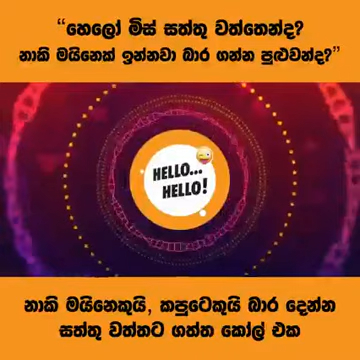 “හෙලෝ මිස් සත්තු වත්තෙන්ද?
නාකි මයිනෙක් ඉන්නවා බාර ගන්න පුළුවන්ද?”
HELLO...
HELLO!
නාකි මයිනෙකුයි, කපුටෙකුයි බාර දෙන්න
සත්තු වත්තට ගත්ත කෝල් එක